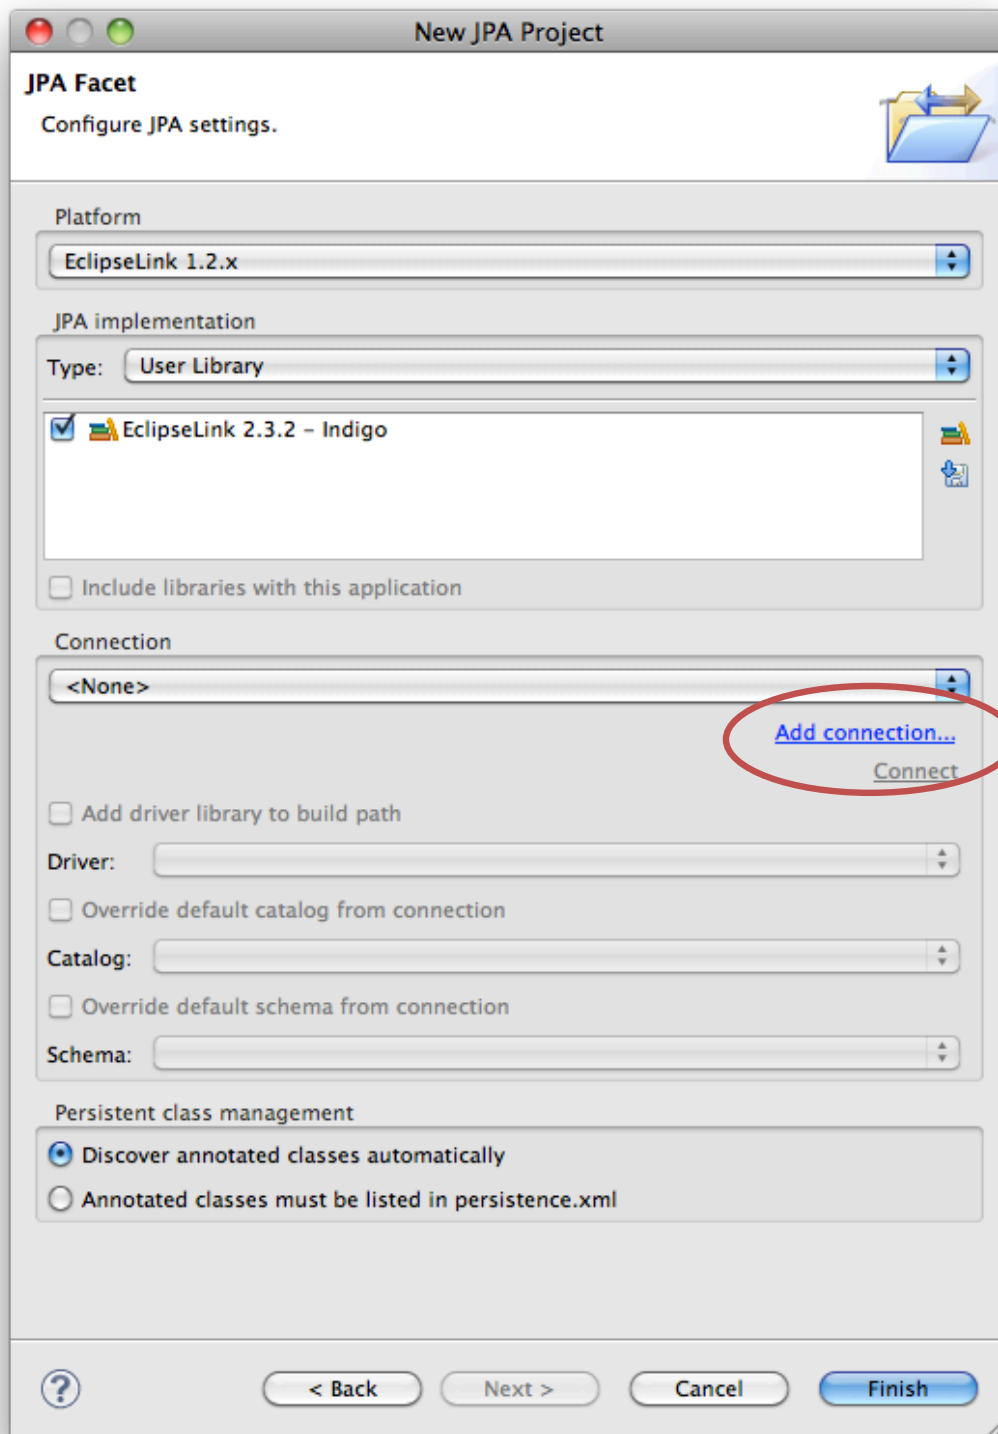 New JPA Project
JPA Facet
Configure JPA settings.
Platform
EclipseLink 1.2.x
JPA implementation
Type: User Library
EclipseLink 2.3.2 – Indigo
Include libraries with this application
Connection
<None>
Add connection...
Connect
Add driver library to build path
Driver:
Override default catalog from connection
Catalog:
Override default schema from connection
Schema:
Persistent class management
Discover annotated classes automatically
Annotated classes must be listed in persistence.xml
? < Back Next > Cancel Finish